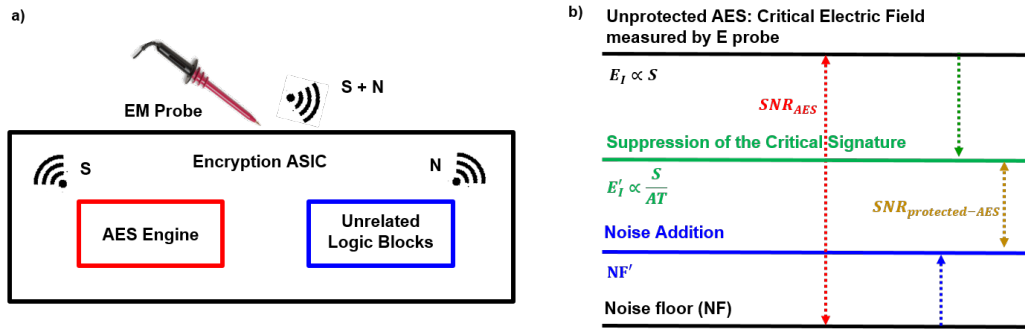 a)
EM Probe
S + N
S
Encryption ASIC
N
AES Engine
Unrelated
Logic Blocks
b)
Unprotected AES: Critical Electric Field
measured by E probe
E_I ∝ S
SNR_AES
Suppression of the Critical Signature
E'_I ∝ S/AT
SNR_protected-AES
Noise Addition
NF'
Noise floor (NF)